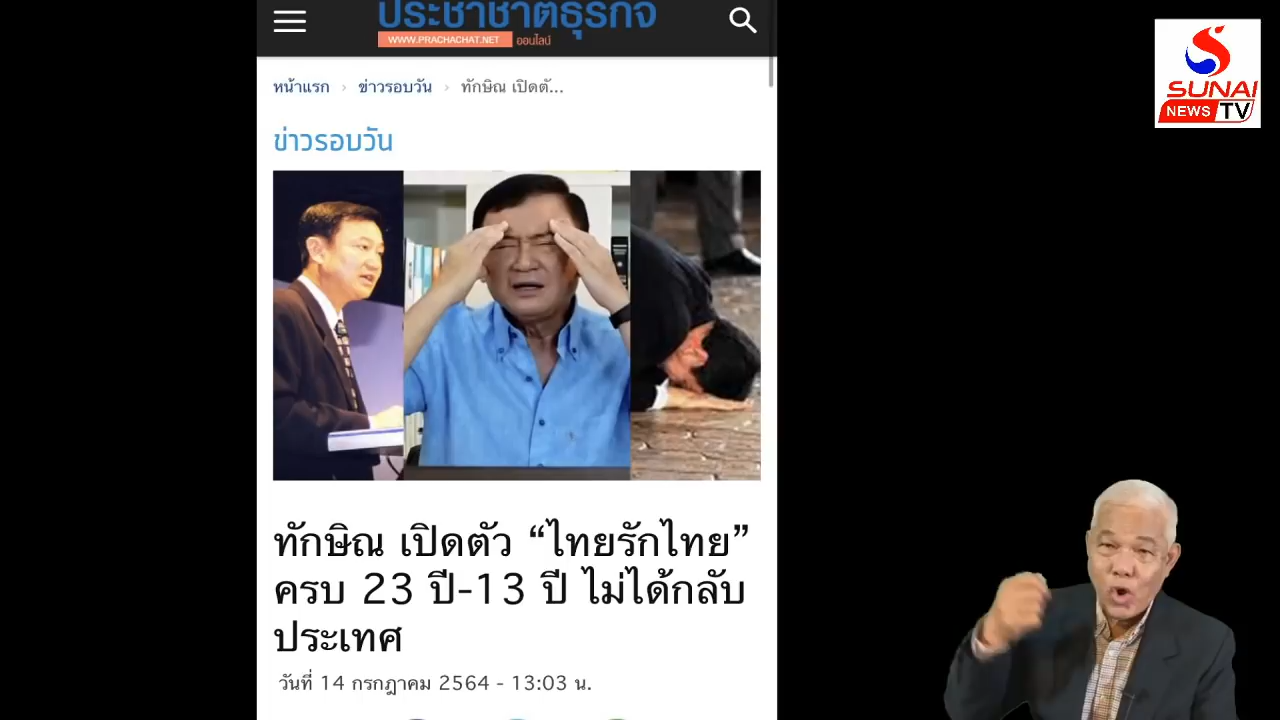 ประชาชาติธุรกิจ
WWW.PRACHACHAT.NET ออนไลน์
SUNAI
NEWS TV
หน้าแรก › ข่าวรอบวัน › ทักษิณ เปิดตั...
ข่าวรอบวัน
ทักษิณ เปิดตัว “ไทยรักไทย”
ครบ 23 ปี-13 ปี ไม่ได้กลับ
ประเทศ
วันที่ 14 กรกฎาคม 2564 - 13:03 น.